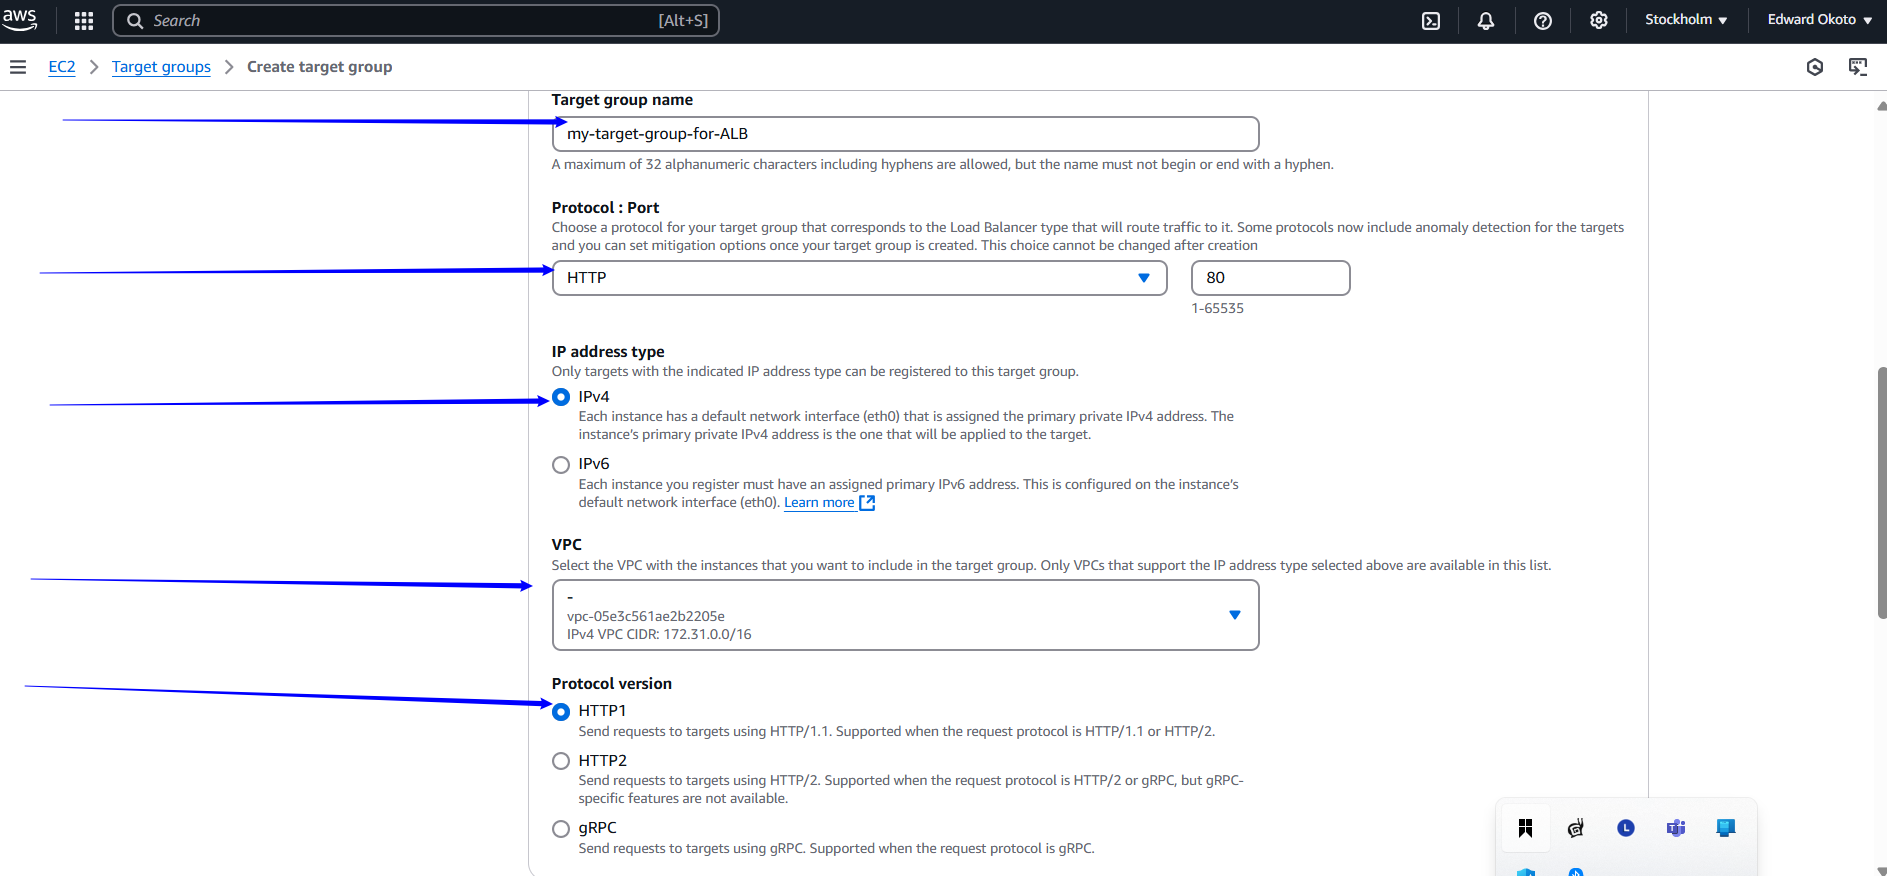 aws
Search
[Alt+S]
Stockholm
Edward Okoto
EC2
Target groups
Create target group
Target group name
my-target-group-for-ALB
A maximum of 32 alphanumeric characters including hyphens are allowed, but the name must not begin or end with a hyphen.
Protocol : Port
Choose a protocol for your target group that corresponds to the Load Balancer type that will route traffic to it. Some protocols now include anomaly detection for the targets
and you can set mitigation options once your target group is created. This choice cannot be changed after creation
HTTP
80
1-65535
IP address type
Only targets with the indicated IP address type can be registered to this target group.
IPv4
Each instance has a default network interface (eth0) that is assigned the primary private IPv4 address. The
instance's primary private IPv4 address is the one that will be applied to the target.
IPv6
Each instance you register must have an assigned primary IPv6 address. This is configured on the instance's
default network interface (eth0). Learn more
VPC
Select the VPC with the instances that you want to include in the target group. Only VPCs that support the IP address type selected above are available in this list.
-
vpc-05e3c561ae2b2205e
IPv4 VPC CIDR: 172.31.0.0/16
Protocol version
HTTP1
Send requests to targets using HTTP/1.1. Supported when the request protocol is HTTP/1.1 or HTTP/2.
HTTP2
Send requests to targets using HTTP/2. Supported when the request protocol is HTTP/2 or gRPC, but gRPC-
specific features are not available.
gRPC
Send requests to targets using gRPC. Supported when the request protocol is gRPC.
L